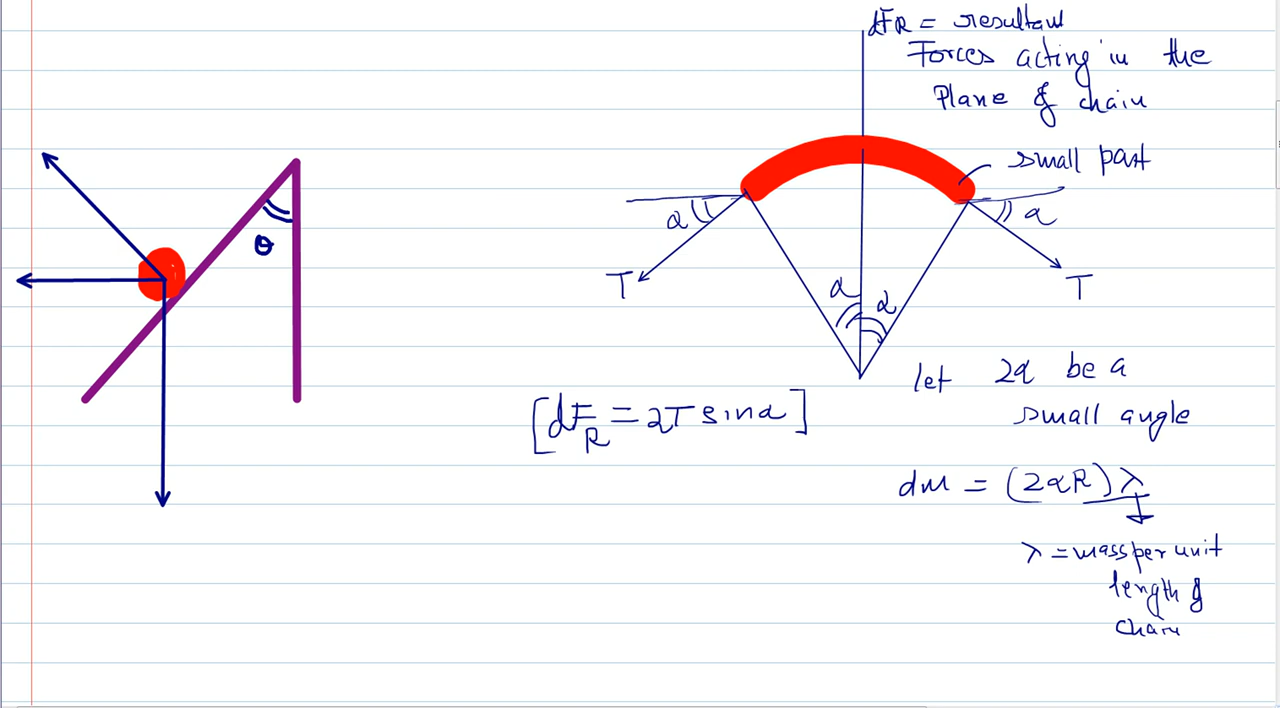 dFR = resultant
Forces acting in the
Plane of chain
small part
α
α
T
T
α
α
θ
let 2α be a
small angle
[dFR = 2T sinα]
dm = (2αR)λ
λ = mass per unit
length of
chain